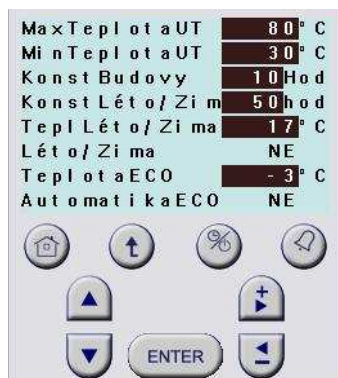 MaxTeplotaUT 80°C
MinTeplotaUT 30°C
KonstBudovy 10Hod
KonstLéto/Zim 50hod
TeplLéto/Zima 17°C
Léto/Zima NE
TeplotaECO -3°C
AutomatikaECO NE
ENTER